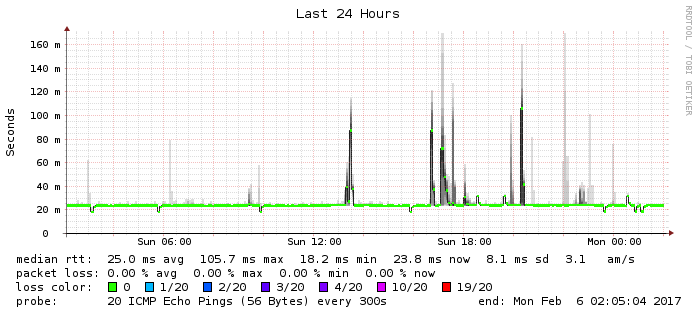 Last 24 Hours
RRDTOOL / TOBI OETIKER
Seconds
160 m
140 m
120 m
100 m
80 m
60 m
40 m
20 m
0
Sun 06:00 Sun 12:00 Sun 18:00 Mon 00:00
median rtt: 25.0 ms avg 105.7 ms max 18.2 ms min 23.8 ms now 8.1 ms sd 3.1 am/s
packet loss: 0.00 % avg 0.00 % max 0.00 % min 0.00 % now
loss color: 0 1/20 2/20 3/20 4/20 10/20 19/20
probe: 20 ICMP Echo Pings (56 Bytes) every 300s end: Mon Feb 6 02:05:04 2017